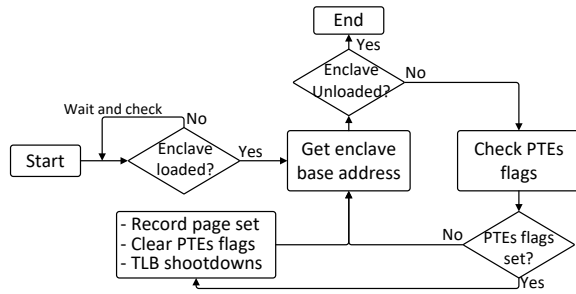 End
Yes
Enclave
Unloaded?
No
Wait and check
No
Start
Enclave
loaded?
Yes
Get enclave
base address
Check PTEs
flags
- Record page set
- Clear PTEs flags
- TLB shootdowns
No
PTEs flags
set?
Yes